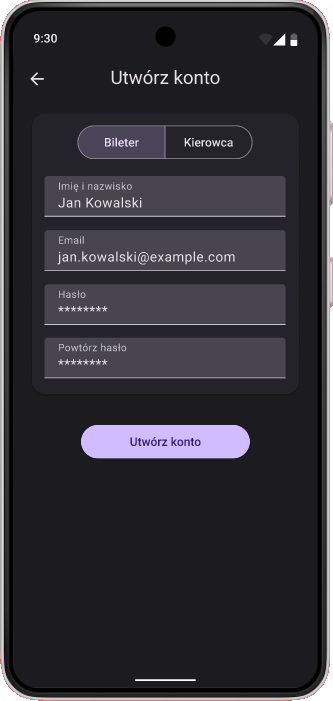 9:30
Utwórz konto
Bileter Kierowca
Imię i nazwisko
Jan Kowalski
Email
jan.kowalski@example.com
Hasło
********
Powtórz hasło
********
Utwórz konto